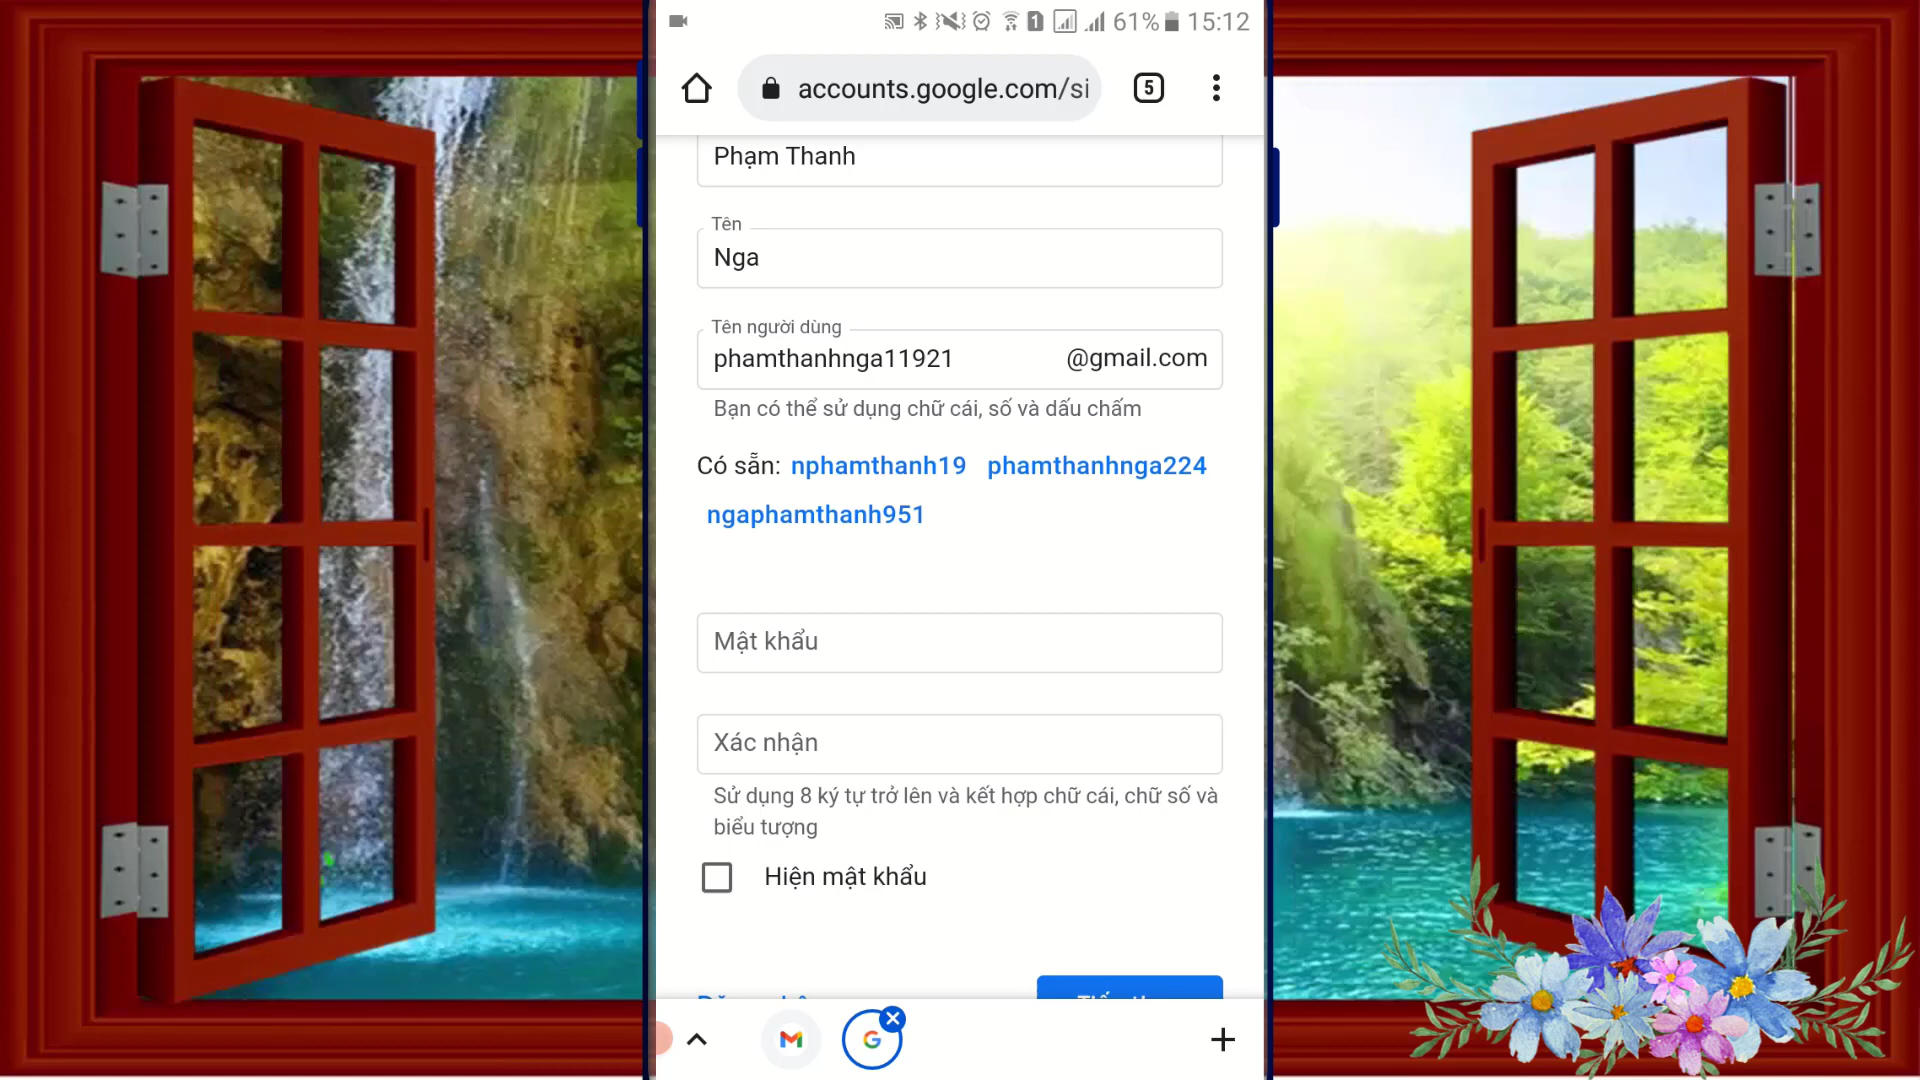 1 61% 15:12
accounts.google.com/si 5
Phạm Thanh
Tên
Nga
Tên người dùng
phamthanhnga11921 @gmail.com
Bạn có thể sử dụng chữ cái, số và dấu chấm
Có sẵn: nphamthanh19 phamthanhnga224
ngaphamthanh951
Mật khẩu
Xác nhận
Sử dụng 8 ký tự trở lên và kết hợp chữ cái, chữ số và
biểu tượng
Hiện mật khẩu